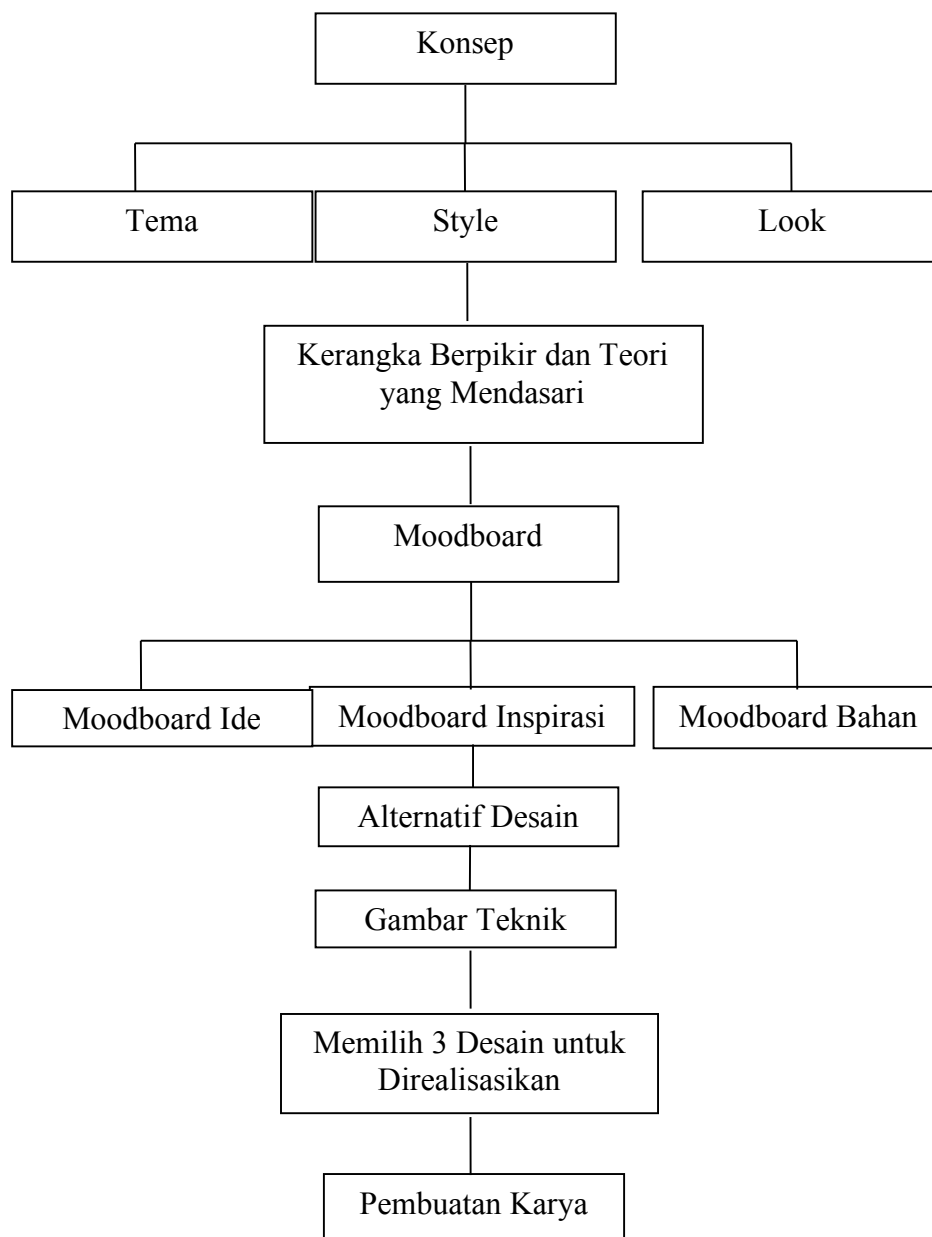 Konsep
Tema
Style
Look
Kerangka Berpikir dan Teori
yang Mendasari
Moodboard
Moodboard Ide
Moodboard Inspirasi
Moodboard Bahan
Alternatif Desain
Gambar Teknik
Memilih 3 Desain untuk
Direalisasikan
Pembuatan Karya